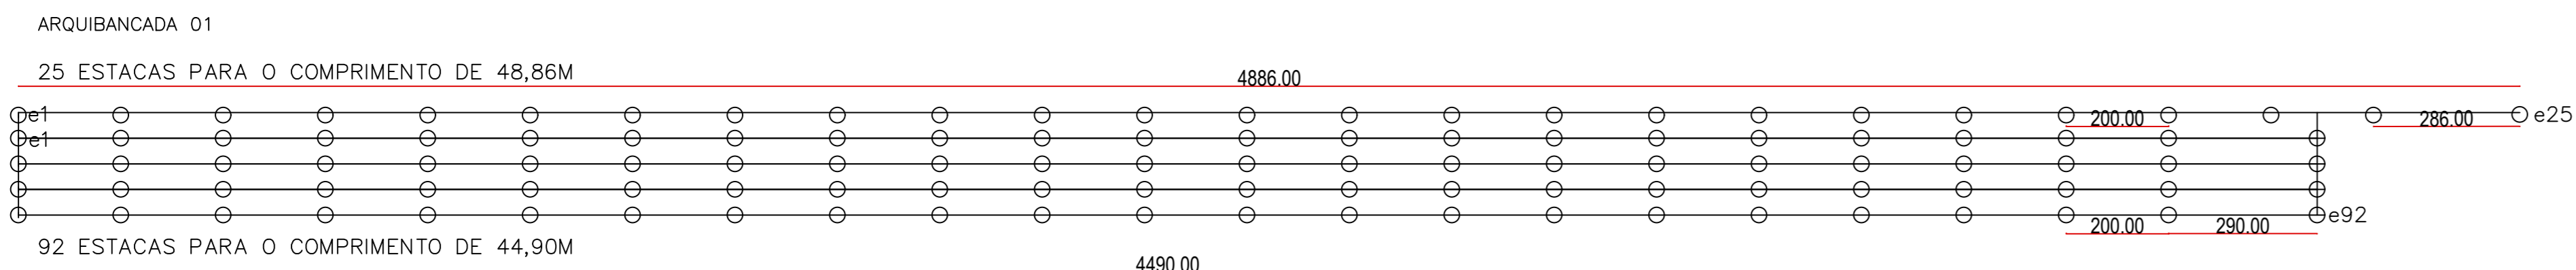 ARQUIBANCADA 01
25 ESTACAS PARA O COMPRIMENTO DE 48,86M
4886.00
e1
200.00
286.00
e25
e1
e92
200.00
290.00
92 ESTACAS PARA O COMPRIMENTO DE 44,90M
4490.00